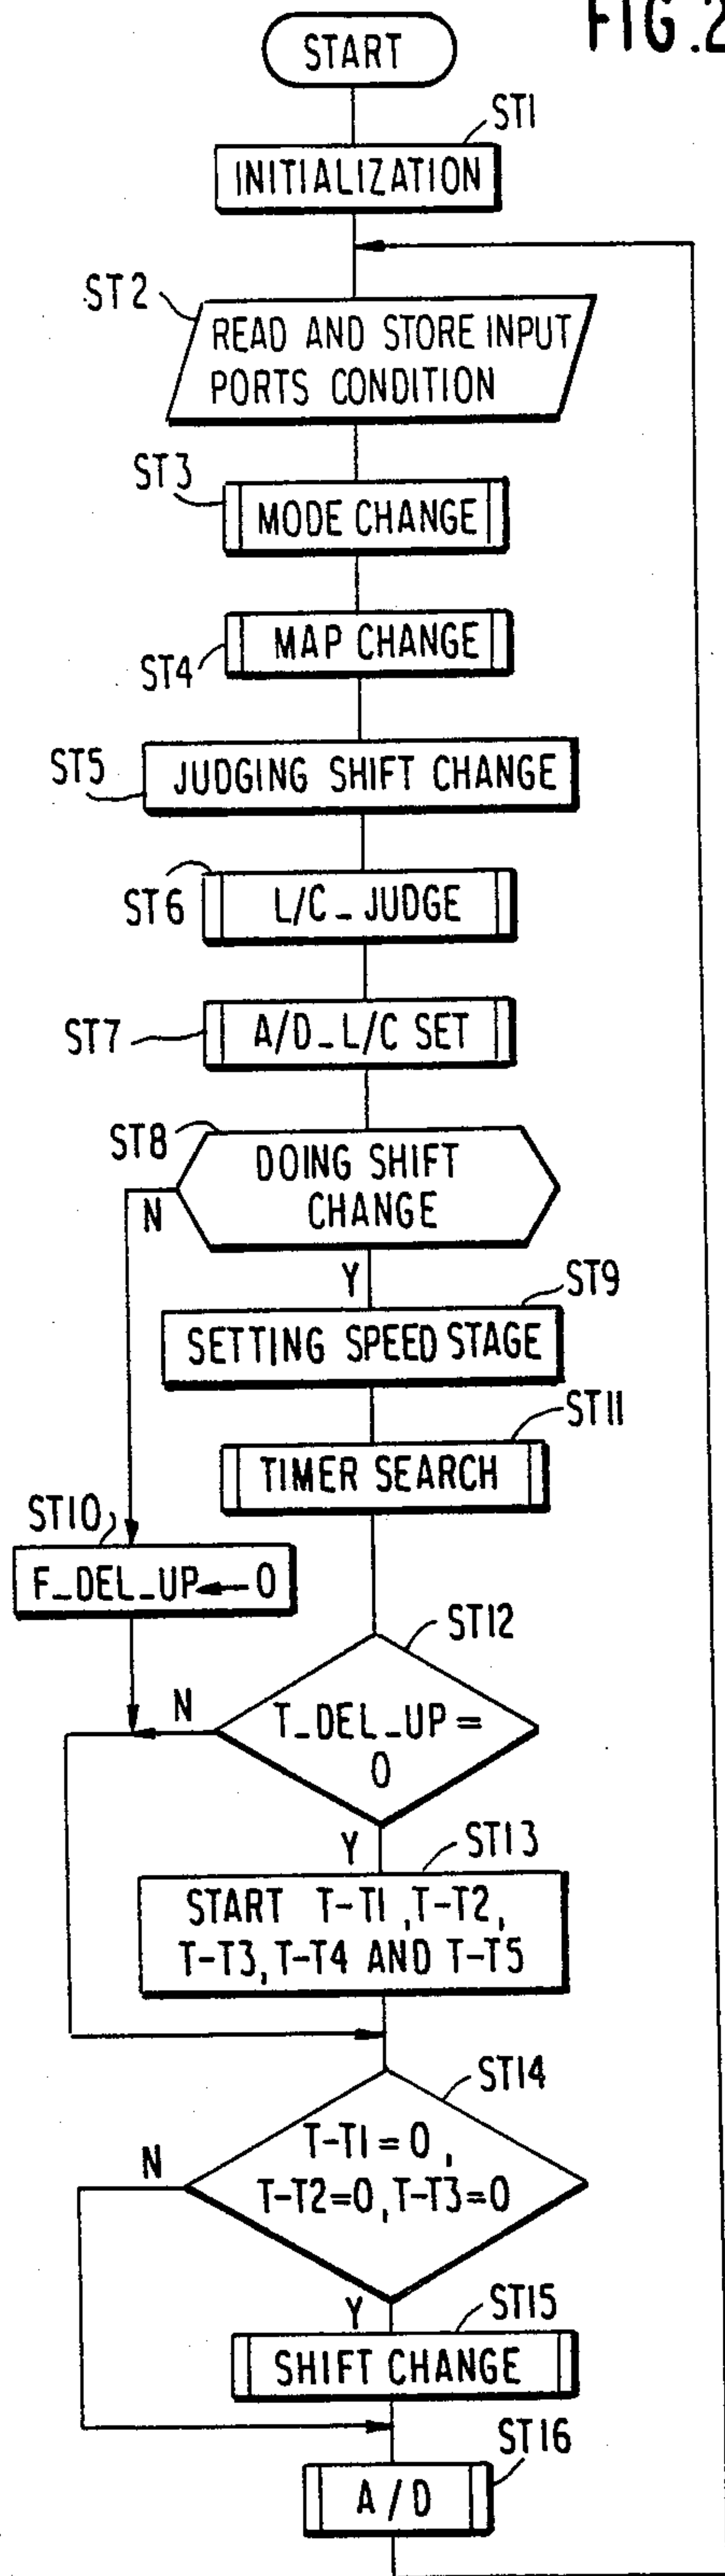 FIG.2
START
ST1
INITIALIZATION
ST2
READ AND STORE INPUT
PORTS CONDITION
ST3
MODE CHANGE
MAP CHANGE
ST4
ST5
JUDGING SHIFT CHANGE
ST6
L/C_JUDGE
ST7
A/D_L/C SET
ST8
DOING SHIFT
CHANGE
N
Y
ST9
SETTING SPEED STAGE
ST11
TIMER SEARCH
ST10
F_DEL_UP←0
ST12
N
T_DEL_UP=
0
Y
ST13
START T-T1,T-T2,
T-T3,T-T4 AND T-T5
ST14
N
T-T1=0,
T-T2=0,T-T3=0
Y
ST15
SHIFT CHANGE
ST16
A/D